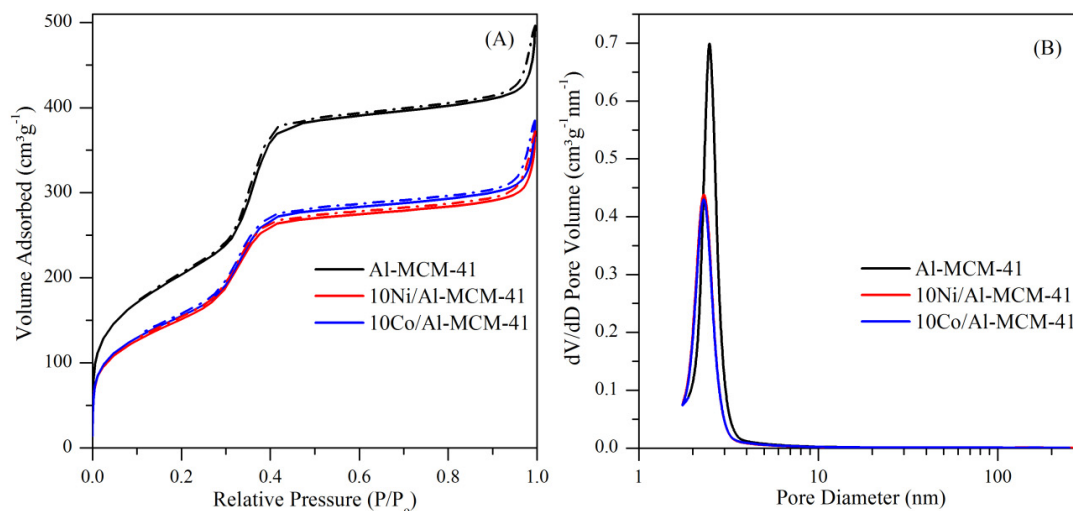 (A)
Volume Adsorbed (cm³g⁻¹)
500
400
300
200
100
0
Al-MCM-41
10Ni/Al-MCM-41
10Co/Al-MCM-41
0.0 0.2 0.4 0.6 0.8 1.0
Relative Pressure (P/P₀)
(B)
dV/dD Pore Volume (cm³g⁻¹nm⁻¹)
0.7
0.6
0.5
0.4
0.3
0.2
0.1
0.0
Al-MCM-41
10Ni/Al-MCM-41
10Co/Al-MCM-41
1 10 100
Pore Diameter (nm)